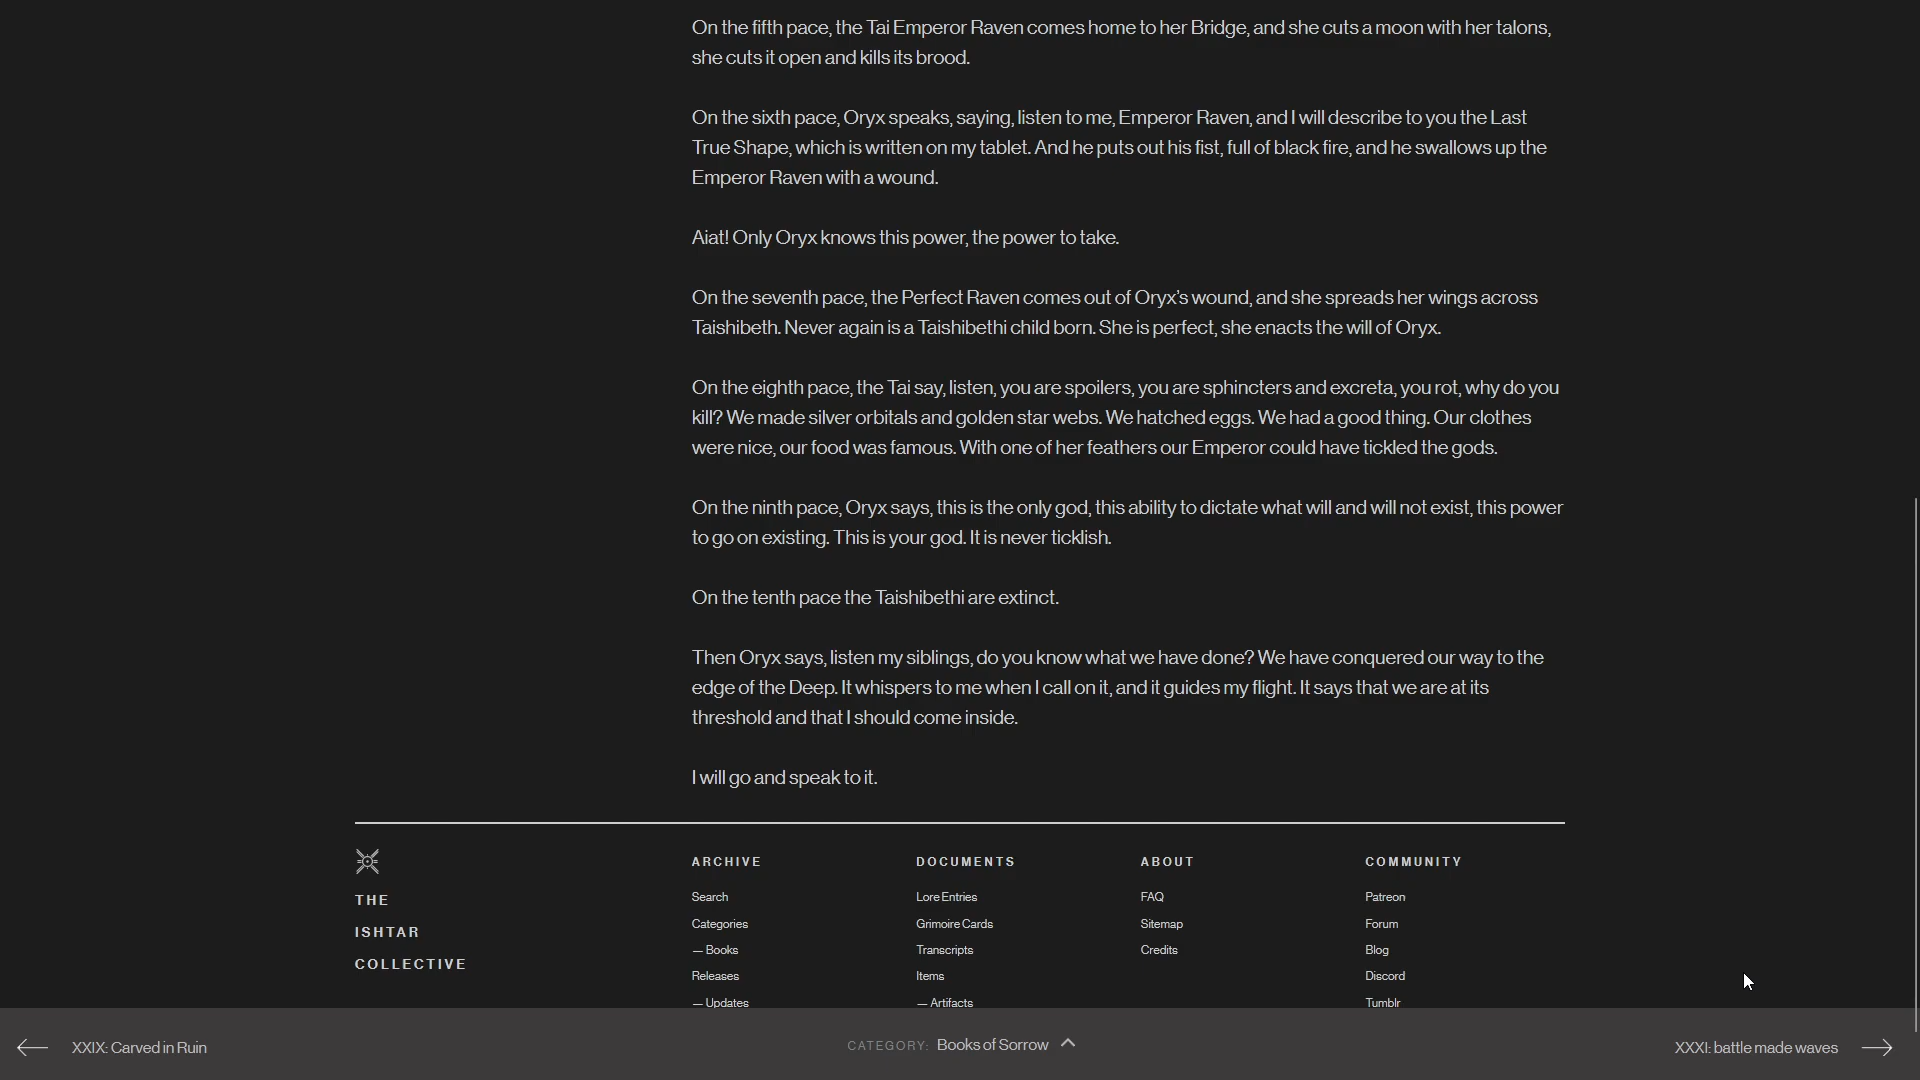 On the fifth pace, the Tai Emperor Raven comes home to her Bridge, and she cuts a moon with her talons,
she cuts it open and kills its brood.
On the sixth pace, Oryx speaks, saying, listen to me, Emperor Raven, and I will describe to you the Last
True Shape, which is written on my tablet. And he puts out his fist, full of black fire, and he swallows up the
Emperor Raven with a wound.
Aiat! Only Oryx knows this power, the power to take.
On the seventh pace, the Perfect Raven comes out of Oryx’s wound, and she spreads her wings across
Taishibeth. Never again is a Taishibethi child born. She is perfect, she enacts the will of Oryx.
On the eighth pace, the Tai say, listen, you are spoilers, you are sphincters and excreta, you rot, why do you
kill? We made silver orbitals and golden star webs. We hatched eggs. We had a good thing. Our clothes
were nice, our food was famous. With one of her feathers our Emperor could have tickled the gods.
On the ninth pace, Oryx says, this is the only god, this ability to dictate what will and will not exist, this power
to go on existing. This is your god. It is never ticklish.
On the tenth pace the Taishibethi are extinct.
Then Oryx says, listen my siblings, do you know what we have done? We have conquered our way to the
edge of the Deep. It whispers to me when I call on it, and it guides my flight. It says that we are at its
threshold and that I should come inside.
I will go and speak to it.
THE
ISHTAR
COLLECTIVE
ARCHIVE
Search
Categories
— Books
Releases
— Updates
DOCUMENTS
Lore Entries
Grimoire Cards
Transcripts
Items
— Artifacts
ABOUT
FAQ
Sitemap
Credits
COMMUNITY
Patreon
Forum
Blog
Discord
Tumblr
XXIX: Carved in Ruin
CATEGORY: Books of Sorrow
XXXI: battle made waves